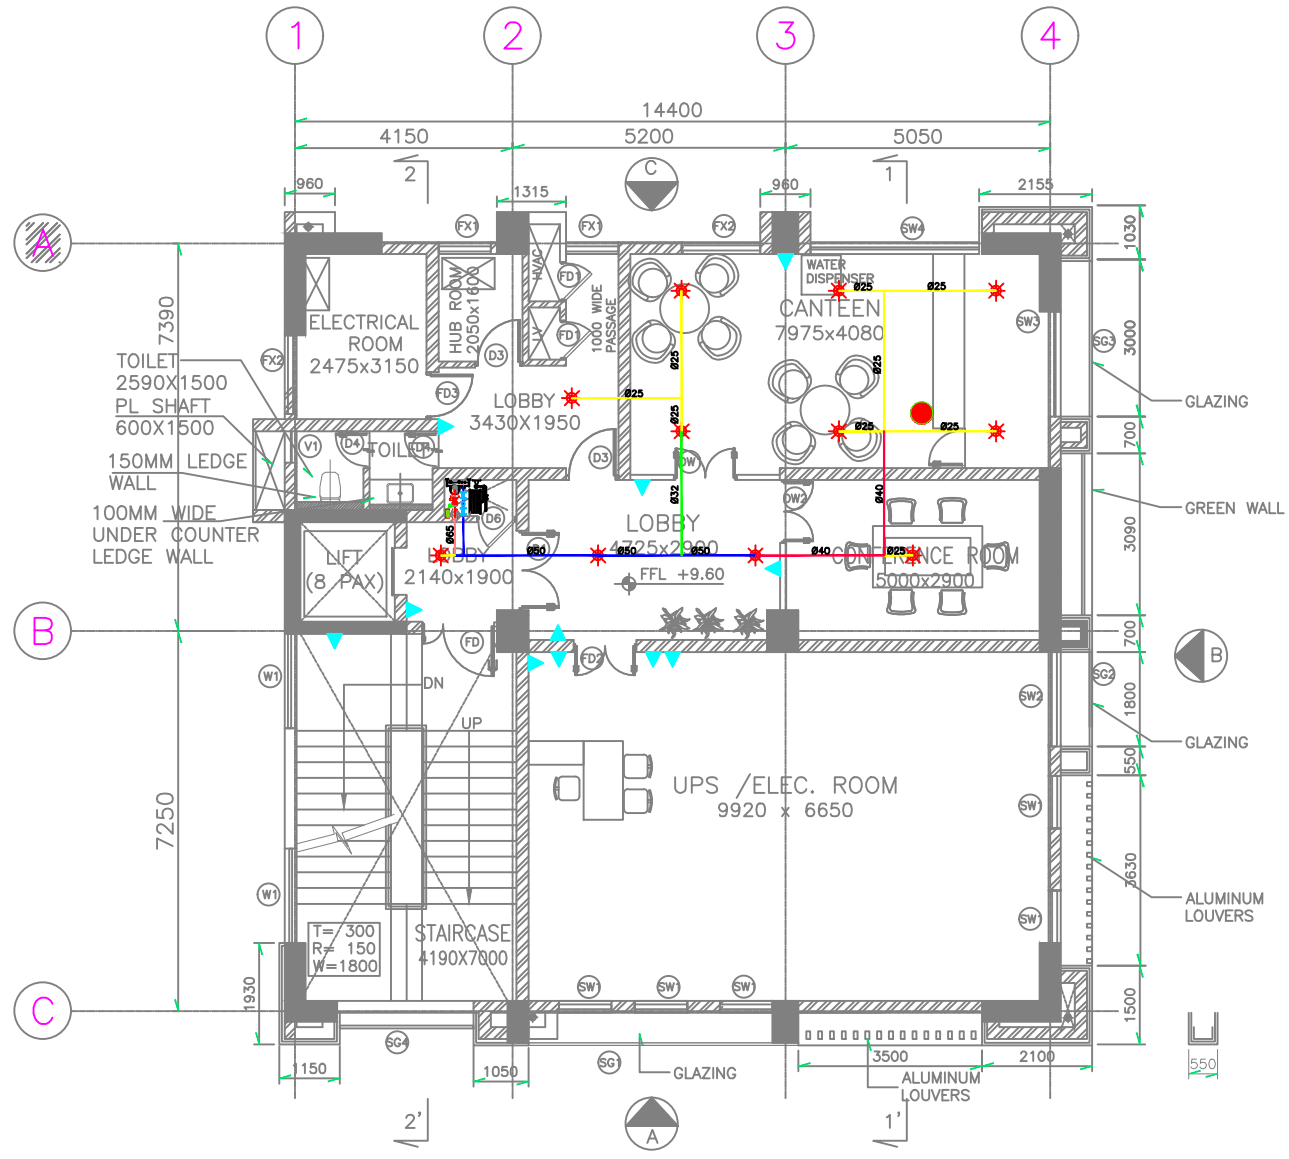 1
2
3
4
14400
4150
5200
5050
2
C
1
960
1315
960
2155
A
FX1
FX1
FX2
SW4
1030
7390
HUB ROOM
2050x1600
HVAC
FD1
1000 WIDE
PASSAGE
WATER
DISPENSER
Ø25
Ø25
CANTEEN
7975x4080
ELECTRICAL
ROOM
2475x3150
LV
FD1
SW3
SG3
3000
FX2
D3
Ø25
Ø25
TOILET
2590X1500
PL SHAFT
600X1500
FD3
LOBBY
3430X1950
Ø25
Ø25
GLAZING
Ø25
Ø25
700
V1
D4
TOILET
D3
DW
150MM LEDGE
WALL
100MM WIDE
UNDER COUNTER
LEDGE WALL
D6
Ø32
DW2
Ø40
GREEN WALL
LOBBY
4725x2900
3090
Ø65
LIFT
(8 PAX)
LOBBY
2140x1900
Ø50
Ø50
Ø50
Ø40
Ø25
CONFERENCE ROOM
5000x2900
FFL +9.60
B
FD
FD2
700
B
W1
DN
SW2
SG2
1800
UP
GLAZING
550
UPS /ELEC. ROOM
9920 x 6650
SW1
7250
W1
3630
ALUMINUM
LOUVERS
T= 300
R= 150
W=1800
STAIRCASE
4190X7000
SW1
1930
SW1
SW1
SW1
C
1500
SG4
SG1
GLAZING
3500
2100
550
1150
1050
ALUMINUM
LOUVERS
2'
A
1'